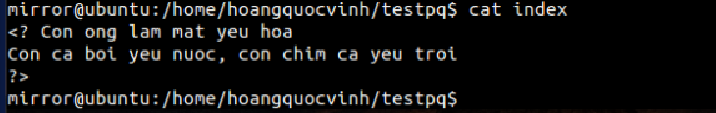 mirror@ubuntu:/home/hoangquocvinh/testpq$ cat index
<? Con ong lam mat yeu hoa
Con ca boi yeu nuoc, con chim ca yeu troi
?>
mirror@ubuntu:/home/hoangquocvinh/testpq$